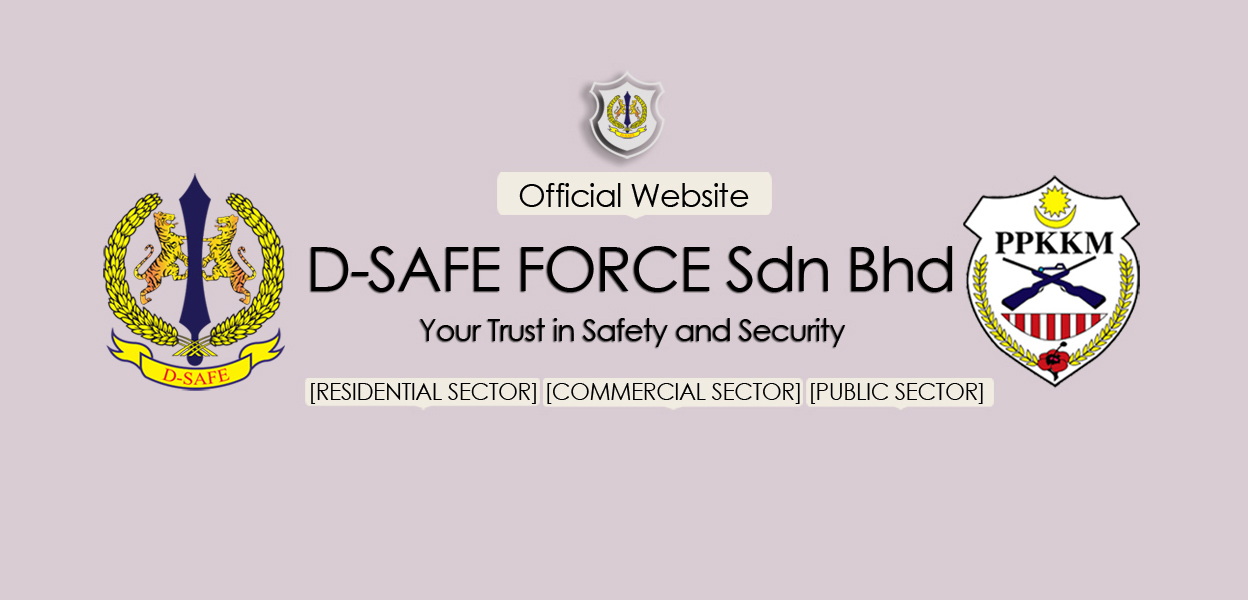 Official Website
D-SAFE FORCE Sdn Bhd
Your Trust in Safety and Security
[RESIDENTIAL SECTOR] [COMMERCIAL SECTOR] [PUBLIC SECTOR]
D-SAFE
PPKKM